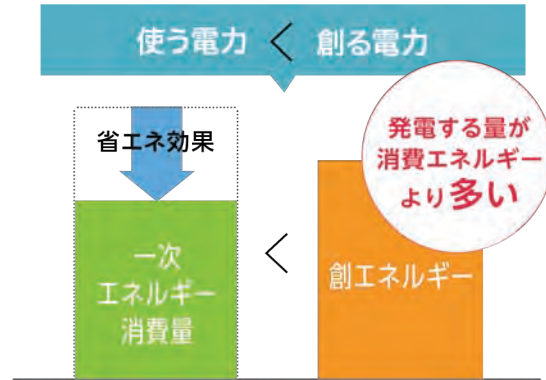 使う電力 < 創る電力
発電する量が
消費エネルギー
より多い
省エネ効果
一次
エネルギー
消費量
<
創エネルギー